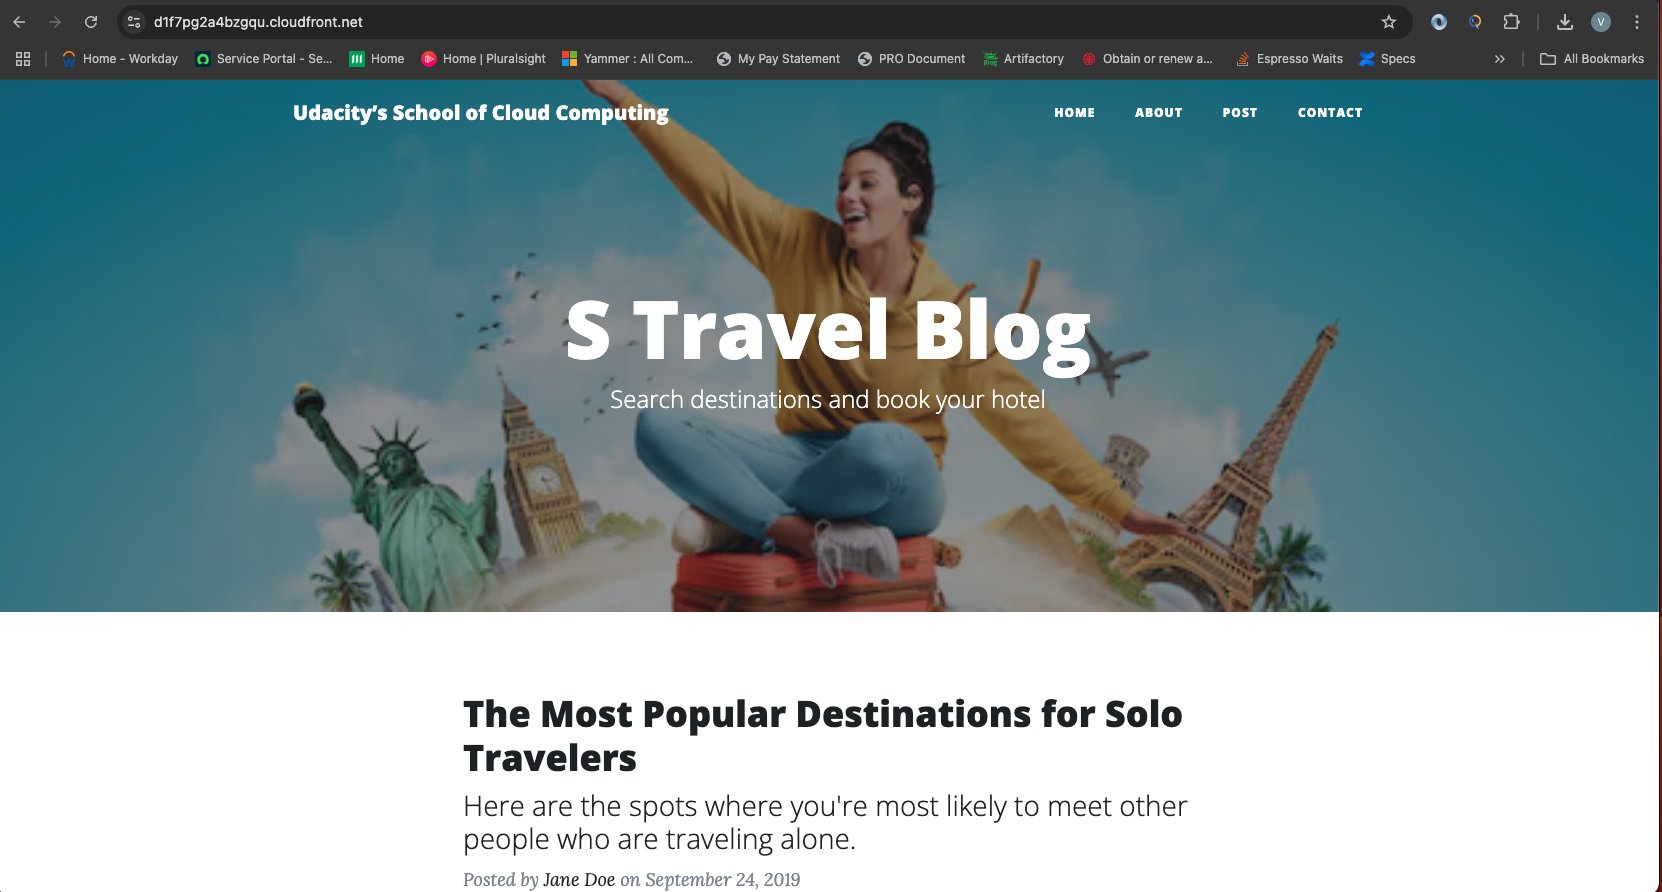 d1f7pg2a4bzgqu.cloudfront.net
V
Home - Workday
Service Portal - Se...
Home
Home | Pluralsight
Yammer : All Com...
My Pay Statement
PRO Document
Artifactory
Obtain or renew a...
Espresso Waits
Specs
All Bookmarks
Udacity’s School of Cloud Computing
HOME
ABOUT
POST
CONTACT
S Travel Blog
Search destinations and book your hotel
The Most Popular Destinations for Solo
Travelers
Here are the spots where you're most likely to meet other
people who are traveling alone.
Posted by Jane Doe on September 24, 2019